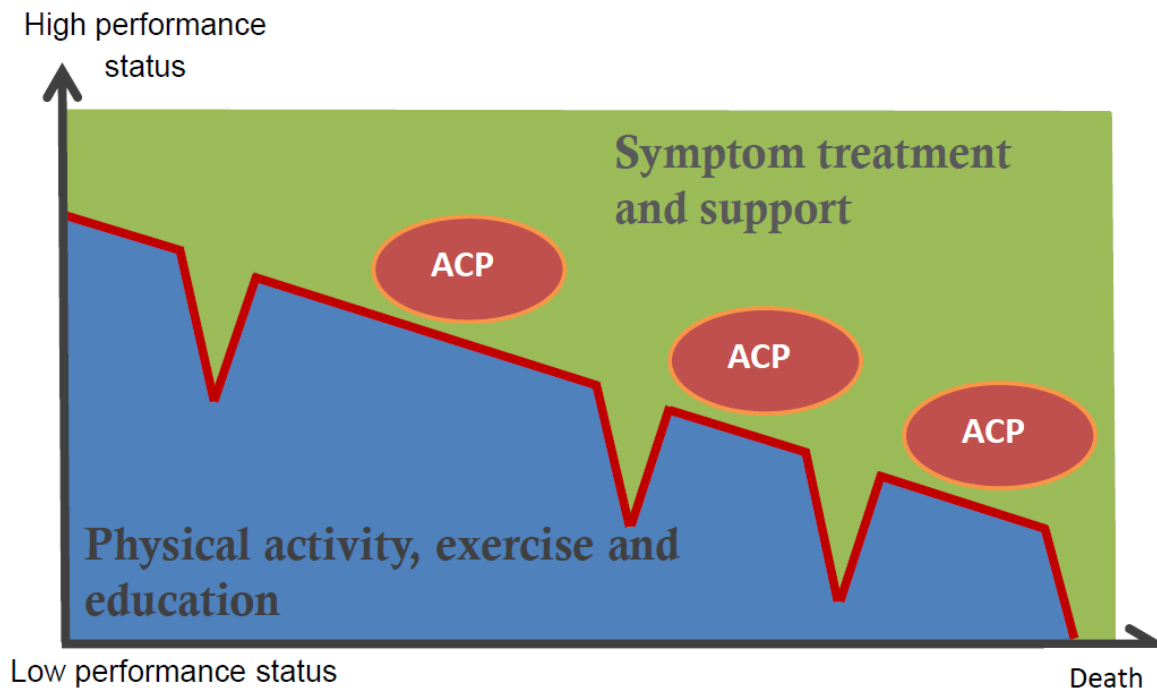 High performance
status
Symptom treatment
and support
ACP
ACP
ACP
Physical activity, exercise and
education
Low performance status
Death